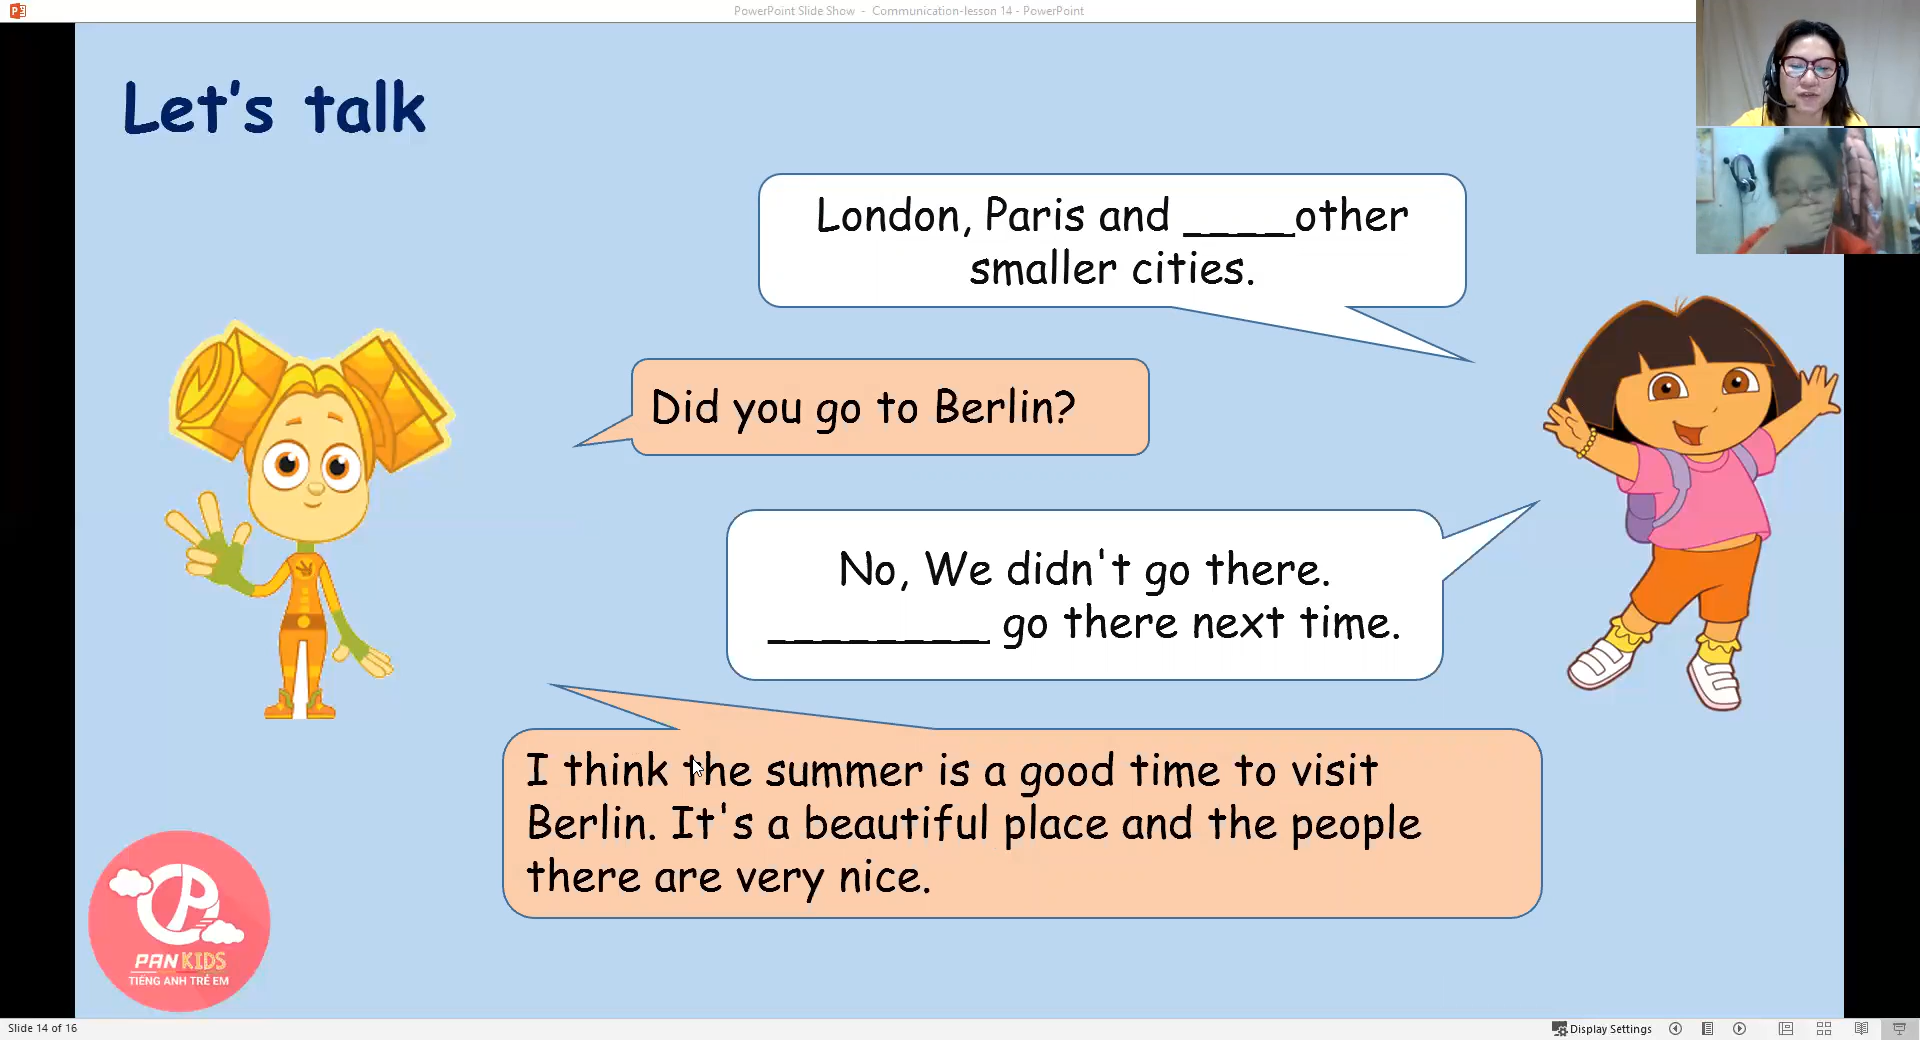 PowerPoint Slide Show - Communication-lesson 14 - PowerPoint
Let's talk
London, Paris and ____other
smaller cities.
Did you go to Berlin?
No, We didn't go there.
________ go there next time.
I think the summer is a good time to visit
Berlin. It's a beautiful place and the people
there are very nice.
PAN KIDS
TIẾNG ANH TRẺ EM
Slide 14 of 16
Display Settings